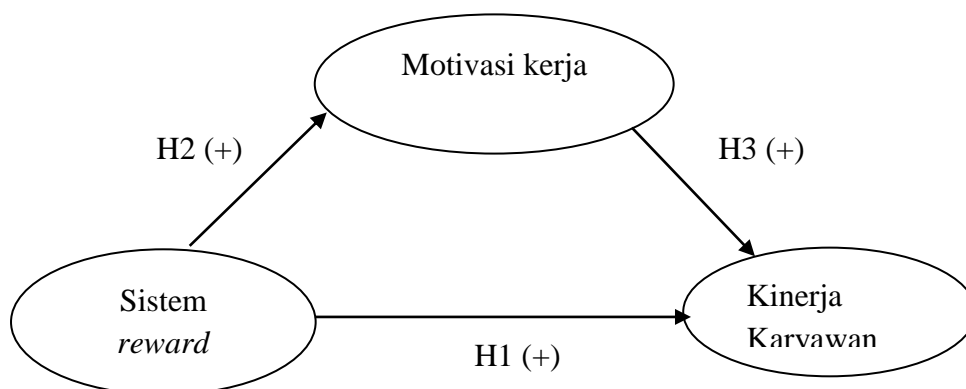 Motivasi kerja
H2 (+)
H3 (+)
Sistem
reward
Kinerja
Karyawan
H1 (+)